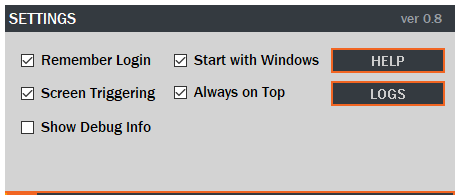 SETTINGS ver 0.8
Remember Login Start with Windows HELP
Screen Triggering Always on Top LOGS
Show Debug Info